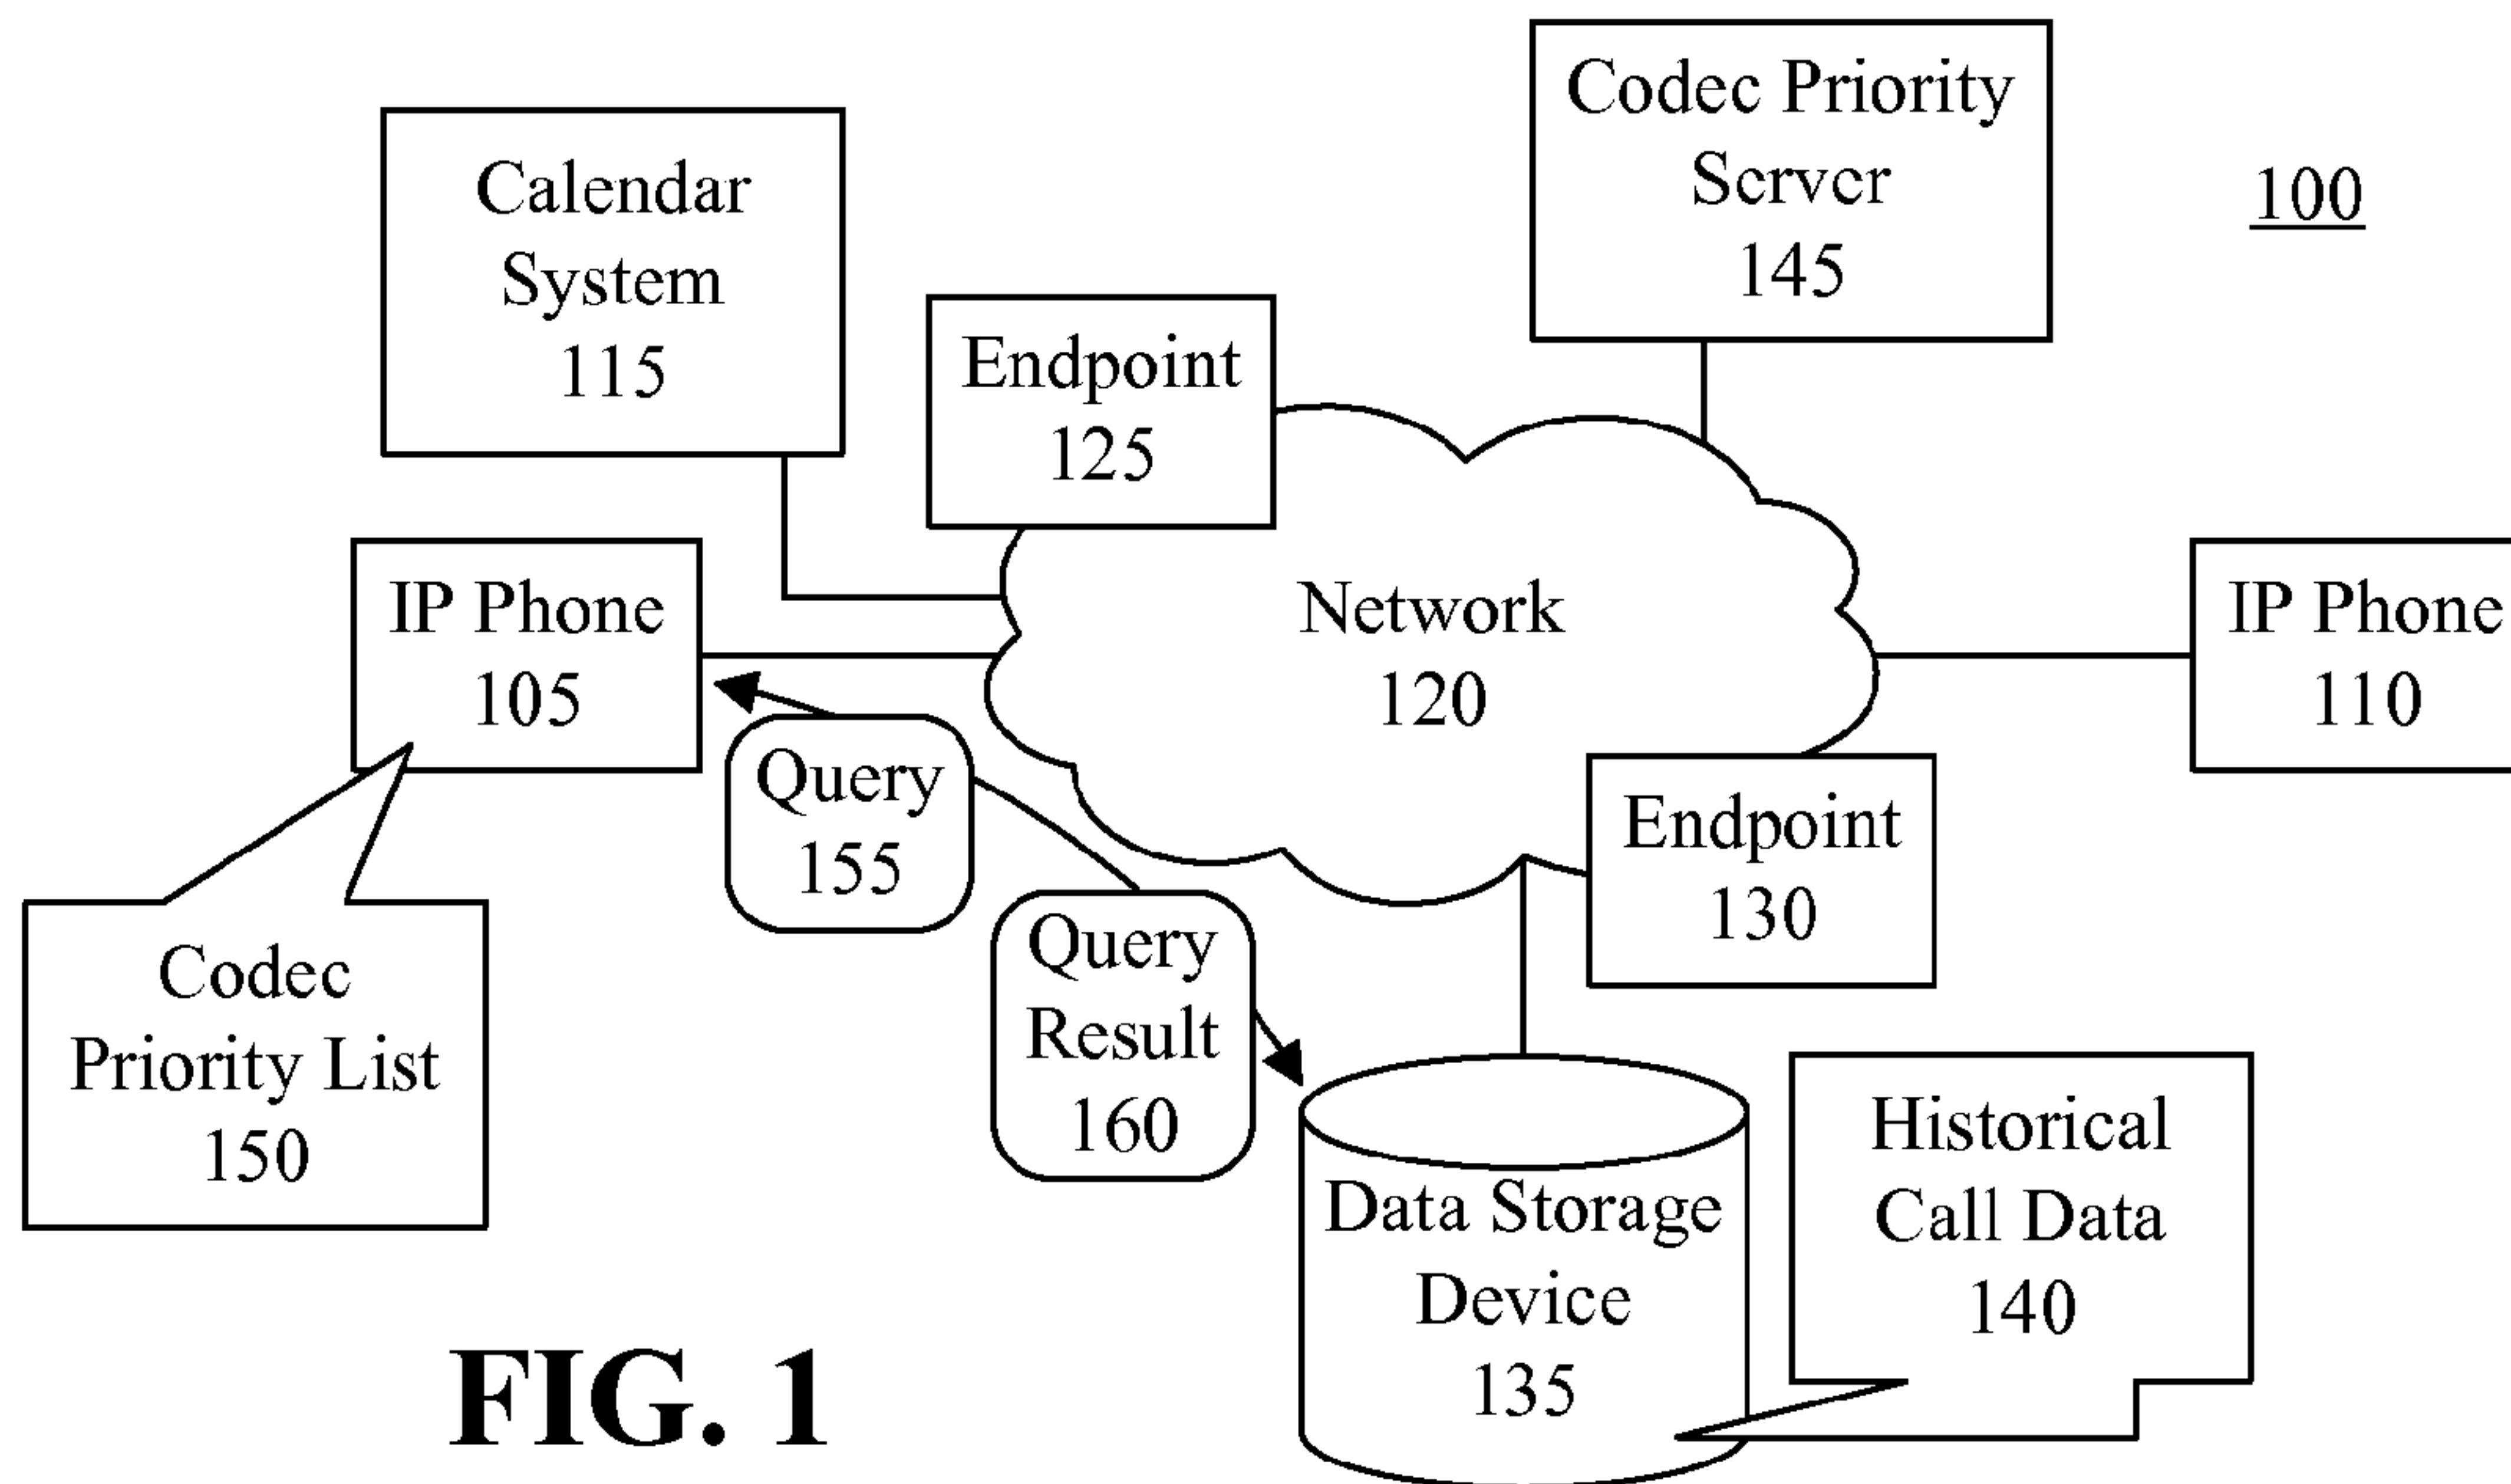 Codec Priority
Server
145
100
Calendar
System
115
Endpoint
125
IP Phone
105
Network
120
IP Phone
110
Query
155
Endpoint
130
Query
Result
160
Codec
Priority List
150
Data Storage
Device
135
Historical
Call Data
140
FIG. 1